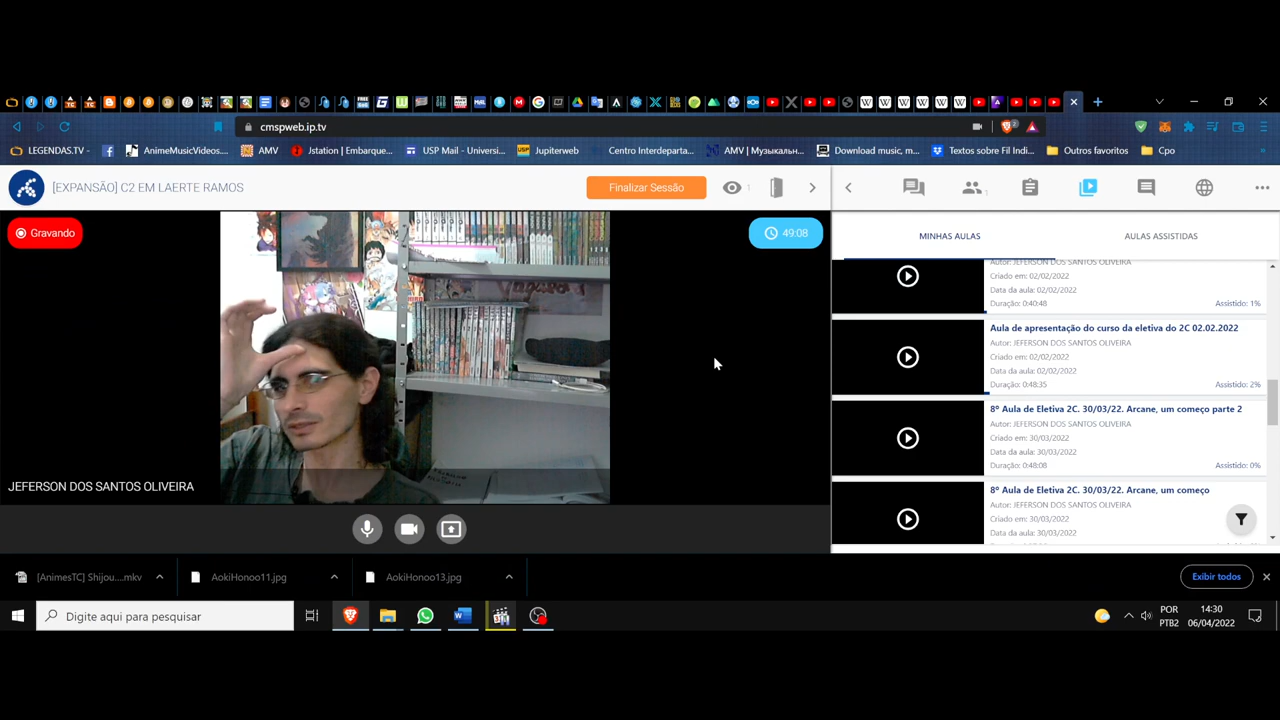 cmspweb.ip.tv
2
LEGENDAS.TV -
AnimeMusicVideos...
AMV
Jstation | Embarque...
USP Mail - Universi...
Jupiterweb
Centro Interdeparta...
AMV | Музыкальн...
Download music, m...
Textos sobre Fil Indi...
Outros favoritos
Cpo
[EXPANSÃO] C2 EM LAERTE RAMOS
Finalizar Sessão
1
1
Gravando
49:08
JEFERSON DOS SANTOS OLIVEIRA
MINHAS AULAS
AULAS ASSISTIDAS
Autor: JEFERSON DOS SANTOS OLIVEIRA
Criado em: 02/02/2022
Data da aula: 02/02/2022
Duração: 0:40:48
Assistido: 1%
Aula de apresentação do curso da eletiva do 2C 02.02.2022
Autor: JEFERSON DOS SANTOS OLIVEIRA
Criado em: 02/02/2022
Data da aula: 02/02/2022
Duração: 0:48:35
Assistido: 2%
8º Aula de Eletiva 2C. 30/03/22. Arcane, um começo parte 2
Autor: JEFERSON DOS SANTOS OLIVEIRA
Criado em: 30/03/2022
Data da aula: 30/03/2022
Duração: 0:48:08
Assistido: 0%
8º Aula de Eletiva 2C. 30/03/22. Arcane, um começo
Autor: JEFERSON DOS SANTOS OLIVEIRA
Criado em: 30/03/2022
Data da aula: 30/03/2022
[AnimesTC] Shijou....mkv
AokiHonoo11.jpg
AokiHonoo13.jpg
Exibir todos
Digite aqui para pesquisar
POR
PTB2
14:30
06/04/2022